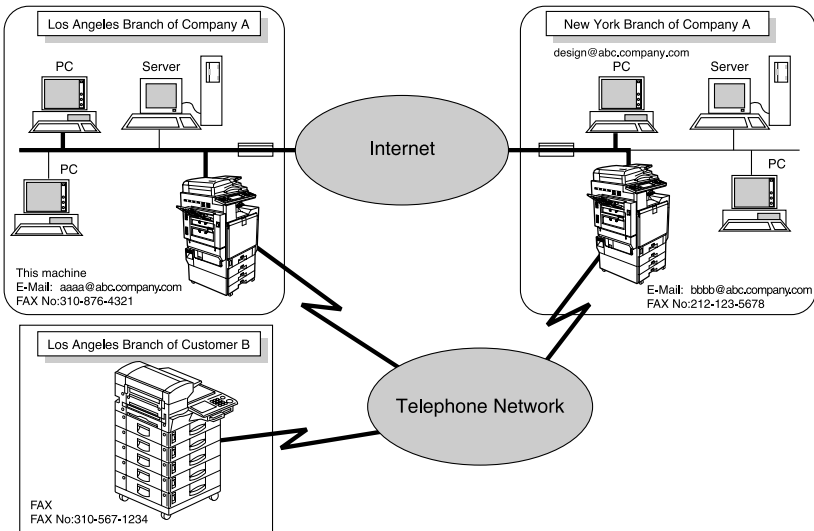 Los Angeles Branch of Company A
PC
Server
PC
This machine
E-Mail: aaaa@abc.company.com
FAX No:310-876-4321
Internet
New York Branch of Company A
design@abc.company.com
PC
Server
PC
E-Mail: bbbb@abc.company.com
FAX No:212-123-5678
Los Angeles Branch of Customer B
FAX
FAX No:310-567-1234
Telephone Network